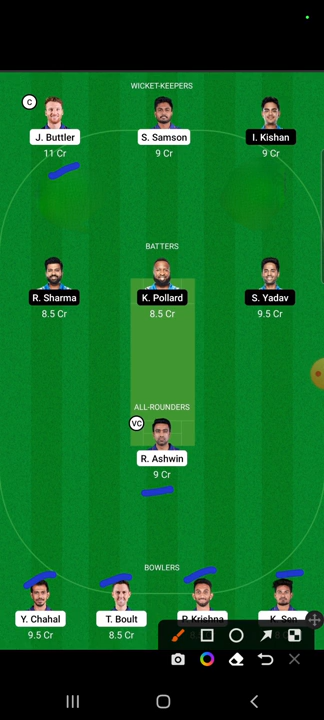 WICKET-KEEPERS
C
J. Buttler
S. Samson
I. Kishan
11 Cr
9 Cr
9 Cr
BATTERS
R. Sharma
K. Pollard
S. Yadav
8.5 Cr
8.5 Cr
9.5 Cr
ALL-ROUNDERS
VC
R. Ashwin
9 Cr
BOWLERS
Y. Chahal
T. Boult
P. Krishna
K. Sen
9.5 Cr
8.5 Cr